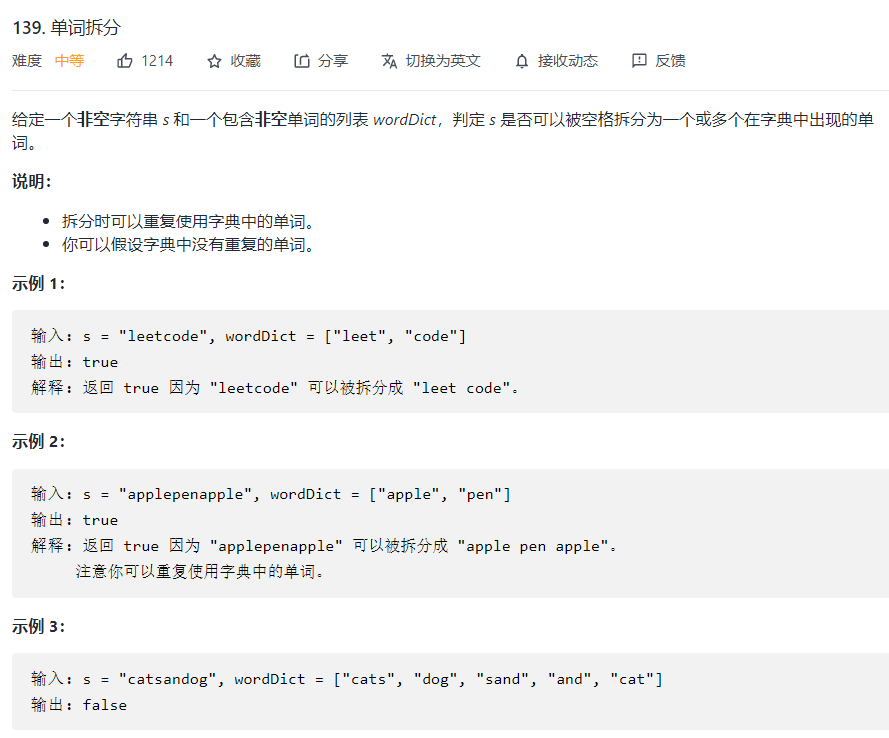 139. 单词拆分
难度 中等 1214 收藏 分享 切换为英文 接收动态 反馈
给定一个非空字符串 s 和一个包含非空单词的列表 wordDict，判定 s 是否可以被空格拆分为一个或多个在字典中出现的单
词。
说明：
• 拆分时可以重复使用字典中的单词。
• 你可以假设字典中没有重复的单词。
示例 1：
输入: s = "leetcode", wordDict = ["leet", "code"]
输出: true
解释: 返回 true 因为 "leetcode" 可以被拆分成 "leet code"。
示例 2：
输入: s = "applepenapple", wordDict = ["apple", "pen"]
输出: true
解释: 返回 true 因为 "applepenapple" 可以被拆分成 "apple pen apple"。
注意你可以重复使用字典中的单词。
示例 3：
输入: s = "catsandog", wordDict = ["cats", "dog", "sand", "and", "cat"]
输出: false